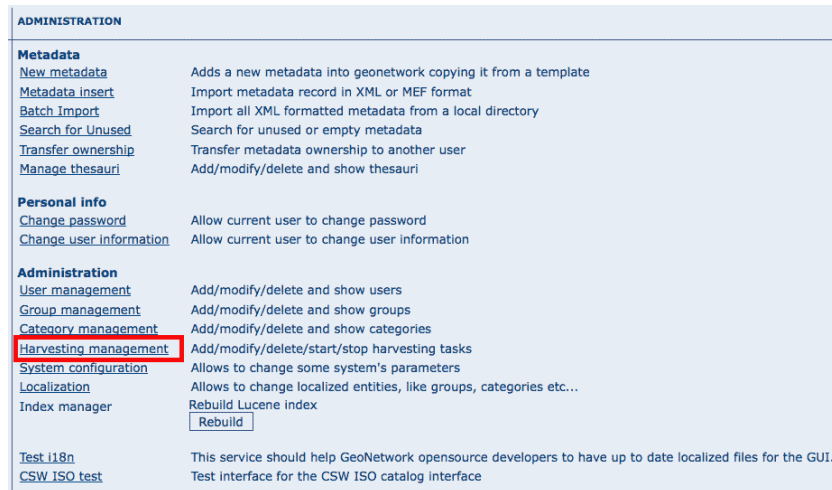 ADMINISTRATION
Metadata
New metadata Adds a new metadata into geonetwork copying it from a template
Metadata insert Import metadata record in XML or MEF format
Batch Import Import all XML formatted metadata from a local directory
Search for Unused Search for unused or empty metadata
Transfer ownership Transfer metadata ownership to another user
Manage thesauri Add/modify/delete and show thesauri
Personal info
Change password Allow current user to change password
Change user information Allow current user to change user information
Administration
User management Add/modify/delete and show users
Group management Add/modify/delete and show groups
Category management Add/modify/delete and show categories
Harvesting management Add/modify/delete/start/stop harvesting tasks
System configuration Allows to change some system's parameters
Localization Allows to change localized entities, like groups, categories etc...
Index manager Rebuild Lucene index
Rebuild
Test i18n This service should help GeoNetwork opensource developers to have up to date localized files for the GUI.
CSW ISO test Test interface for the CSW ISO catalog interface